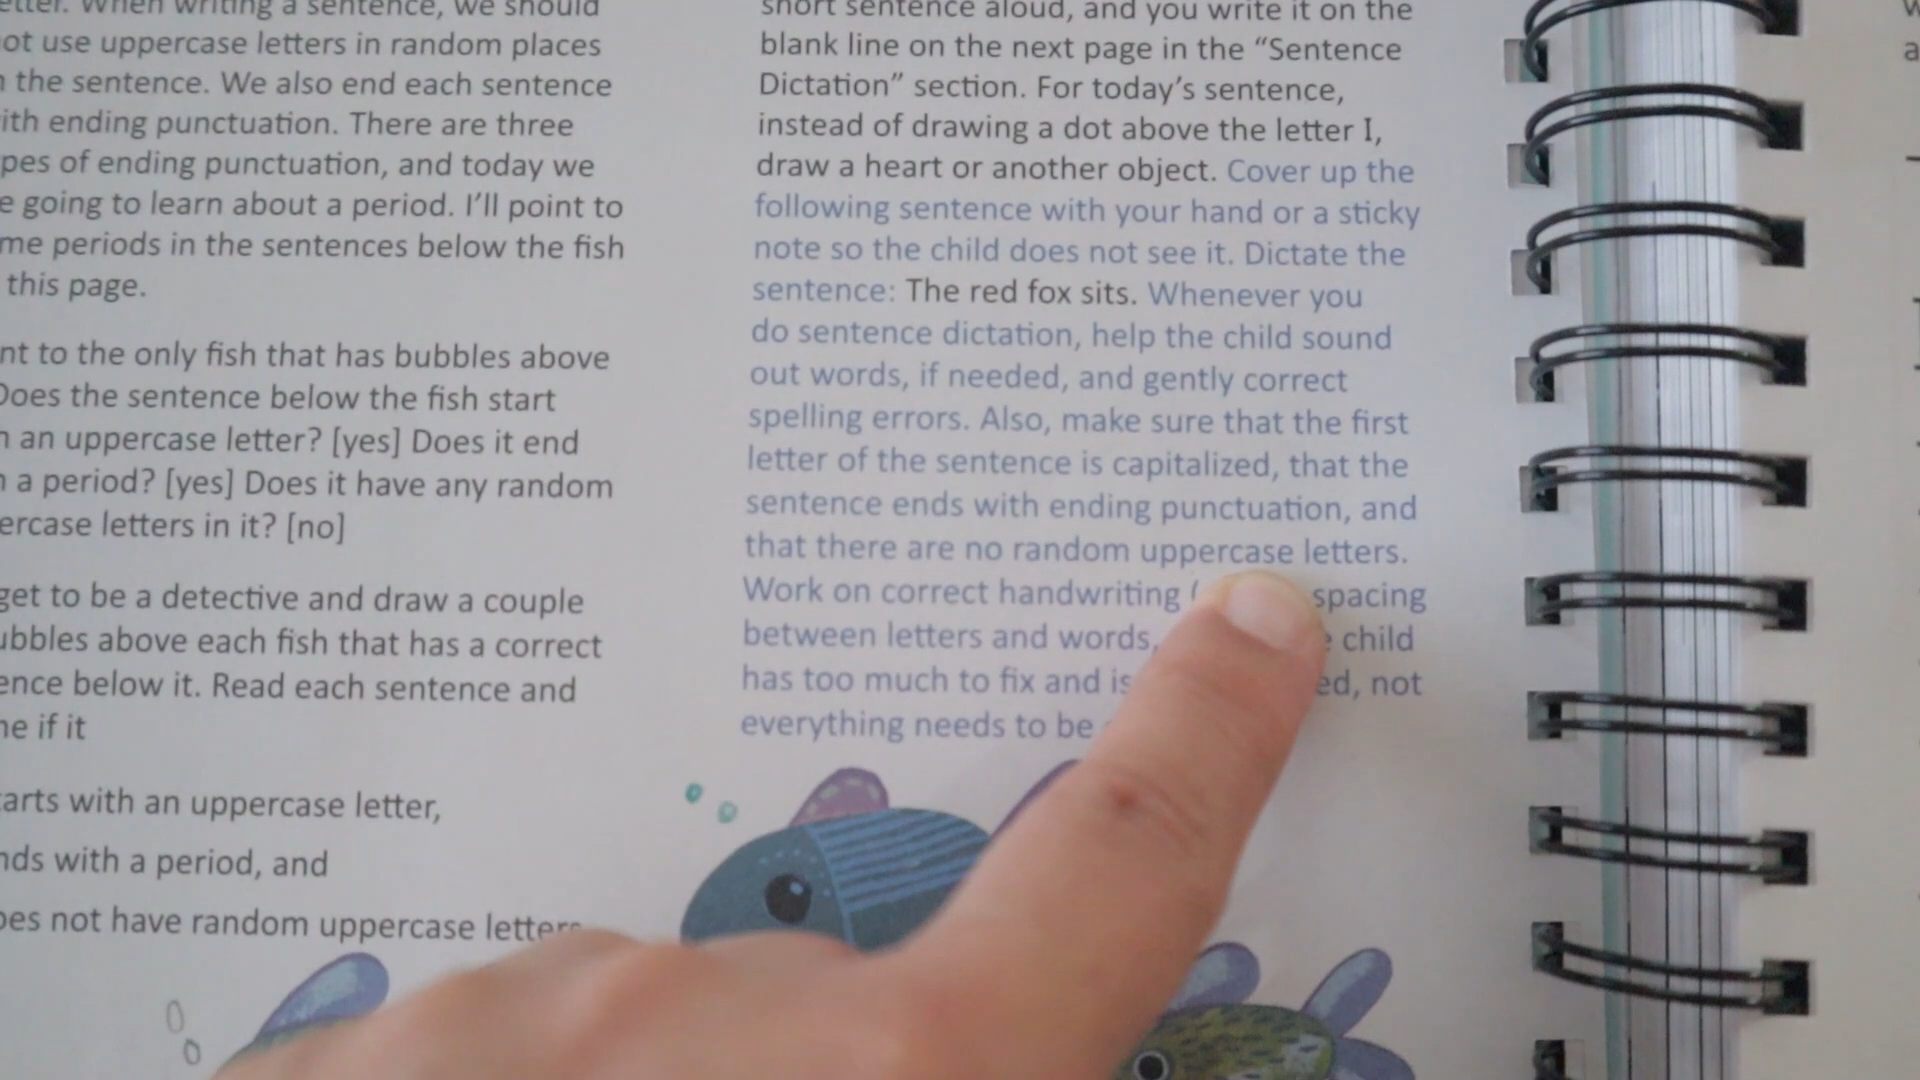 etter. When writing a sentence, we should
ot use uppercase letters in random places
the sentence. We also end each sentence
ith ending punctuation. There are three
pes of ending punctuation, and today we
e going to learn about a period. I'll point to
me periods in the sentences below the fish
this page.
nt to the only fish that has bubbles above
Does the sentence below the fish start
an uppercase letter? [yes] Does it end
a period? [yes] Does it have any random
ercase letters in it? [no]
get to be a detective and draw a couple
ubbles above each fish that has a correct
ence below it. Read each sentence and
ne if it
tarts with an uppercase letter,
nds with a period, and
oes not have random uppercase letters
short sentence aloud, and you write it on the
blank line on the next page in the “Sentence
Dictation” section. For today's sentence,
instead of drawing a dot above the letter I,
draw a heart or another object. Cover up the
following sentence with your hand or a sticky
note so the child does not see it. Dictate the
sentence: The red fox sits. Whenever you
do sentence dictation, help the child sound
out words, if needed, and gently correct
spelling errors. Also, make sure that the first
letter of the sentence is capitalized, that the
sentence ends with ending punctuation, and
that there are no random uppercase letters.
Work on correct handwriting ( spacing
between letters and words, child
has too much to fix and is ed, not
everything needs to be